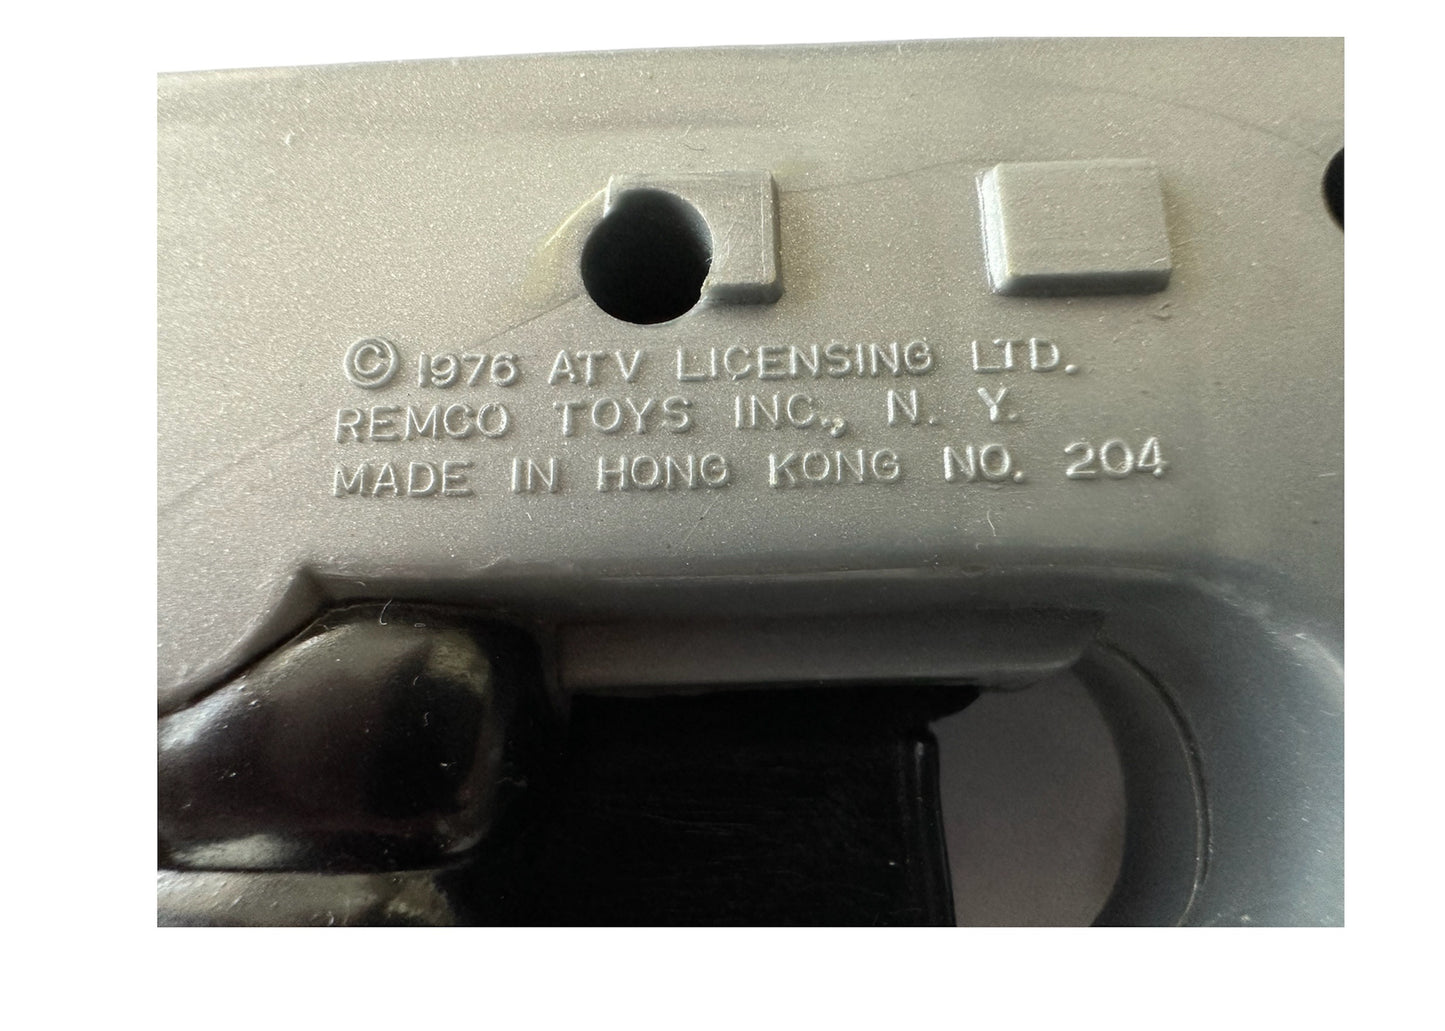 © 1976 ATV LICENSING LTD.
REMCO TOYS INC., N. Y.
MADE IN HONG KONG NO. 204